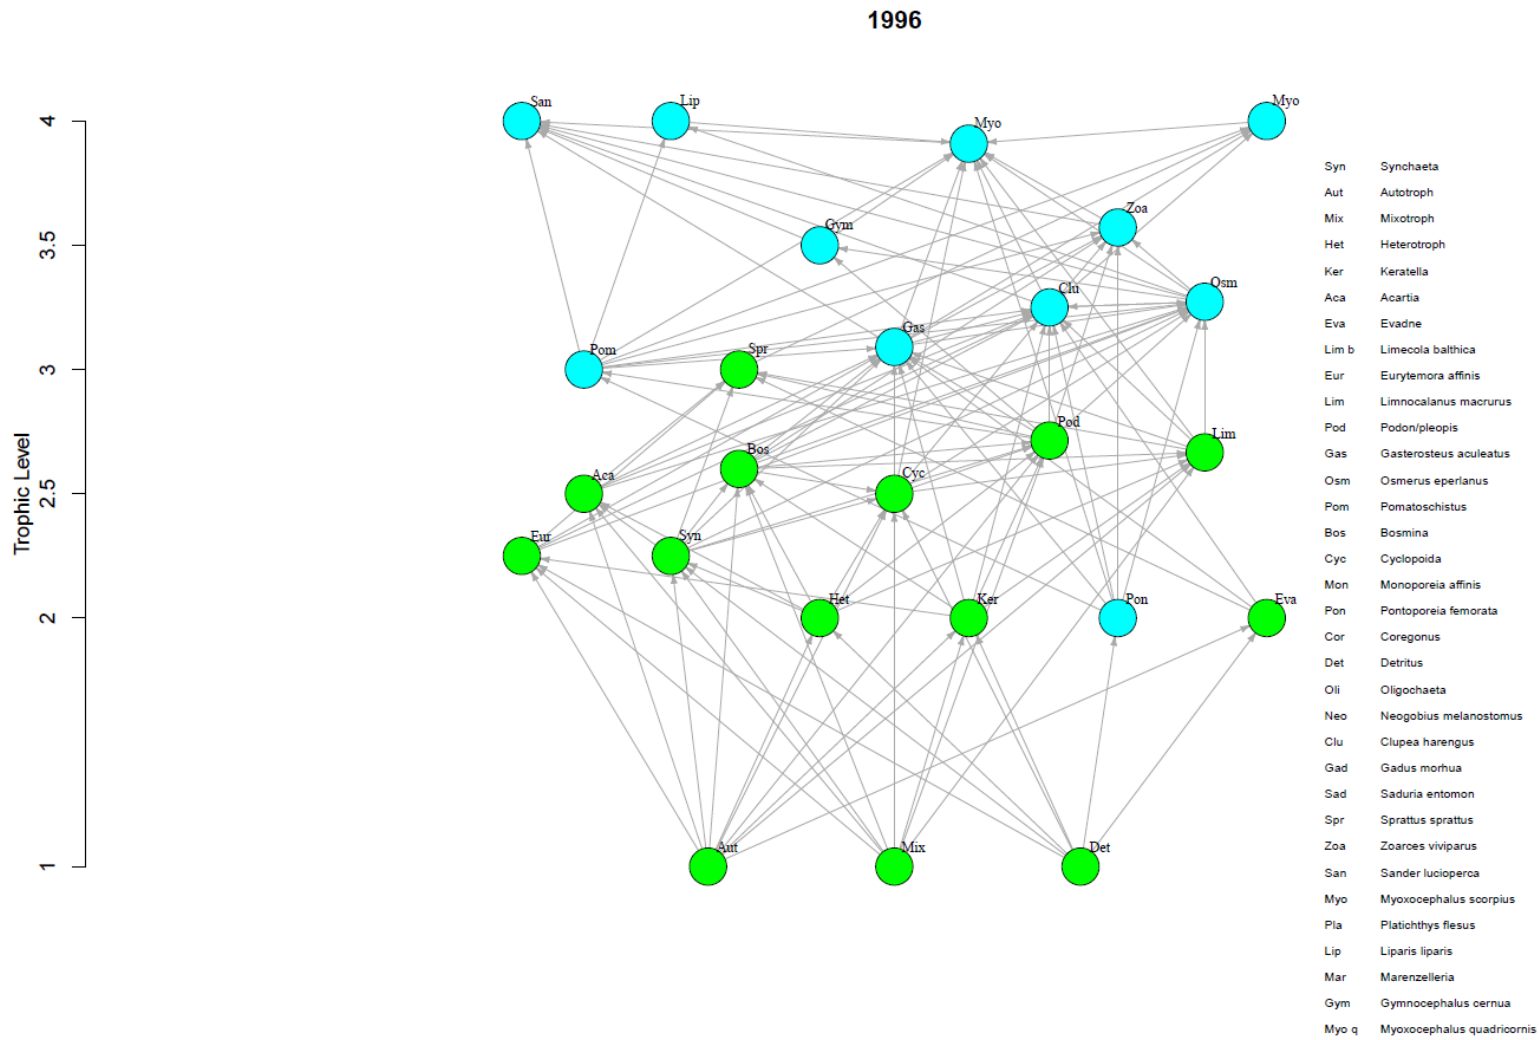 1996
San
Lip
Myo
Myo
4
Zoa
Gym
3.5
Osm
Clu
Gas
Spr
Pom
3
Pod
Lim
Bos
Cyc
Aca
2.5
Eur
Syn
Het
Ker
Pon
Eva
2
Aut
Mix
Det
1
Trophic Level
Syn Synchaeta
Aut Autotroph
Mix Mixotroph
Het Heterotroph
Ker Keratella
Aca Acartia
Eva Evadne
Lim b Limecola balthica
Eur Eurytemora affinis
Lim Limnocalanus macrurus
Pod Podon/pleopis
Gas Gasterosteus aculeatus
Osm Osmerus eperlanus
Pom Pomatoschistus
Bos Bosmina
Cyc Cyclopoida
Mon Monoporeia affinis
Pon Pontoporeia femorata
Cor Coregonus
Det Detritus
Oli Oligochaeta
Neo Neogobius melanostomus
Clu Clupea harengus
Gad Gadus morhua
Sad Saduria entomon
Spr Sprattus sprattus
Zoa Zoarces viviparus
San Sander lucioperca
Myo Myoxocephalus scorpius
Pla Platichthys flesus
Lip Liparis liparis
Mar Marenzelleria
Gym Gymnocephalus cernua
Myo q Myoxocephalus quadricornis